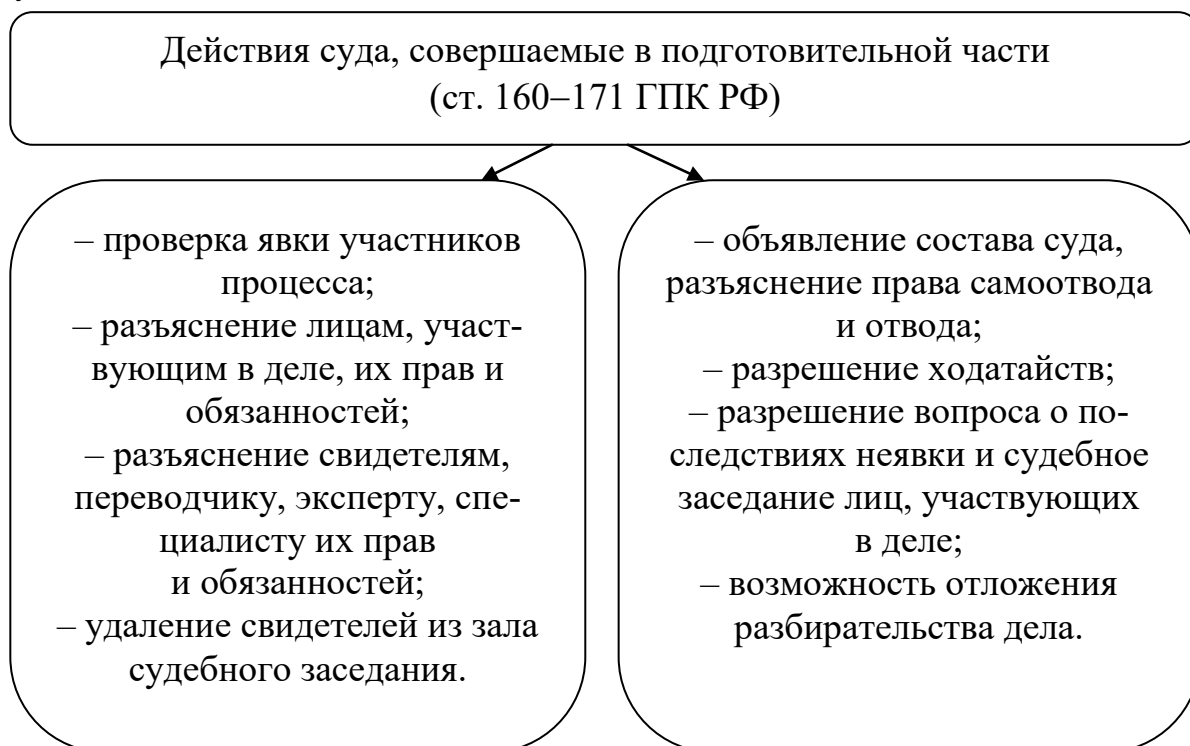 Действия суда, совершаемые в подготовительной части
(ст. 160–171 ГПК РФ)
– проверка явки участников
процесса;
– разъяснение лицам, участ-
вующим в деле, их прав и
обязанностей;
– разъяснение свидетелям,
переводчику, эксперту, спе-
циалисту их прав
и обязанностей;
– удаление свидетелей из зала
судебного заседания.
– объявление состава суда,
разъяснение права самоотвода
и отвода;
– разрешение ходатайств;
– разрешение вопроса о по-
следствиях неявки и судебное
заседание лиц, участвующих
в деле;
– возможность отложения
разбирательства дела.